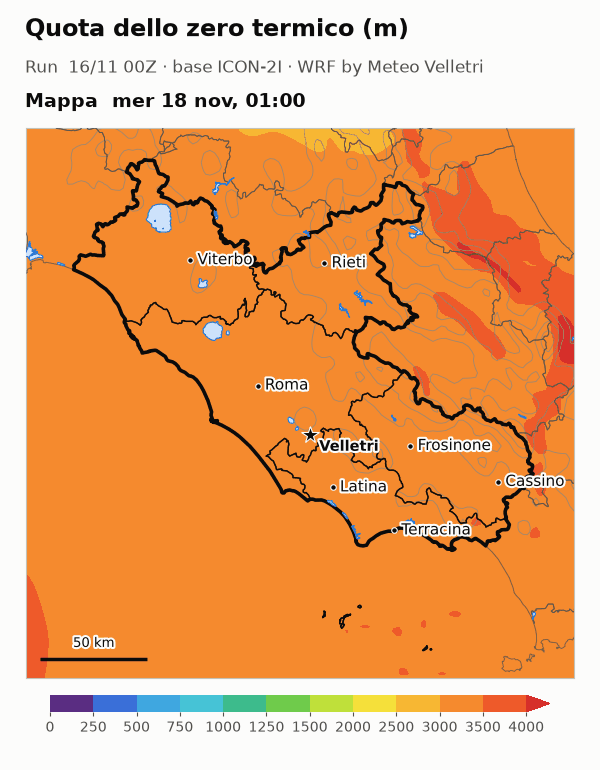 Quota dello zero termico (m)
Run 16/11 00Z · base ICON-2I · WRF by Meteo Velletri
Mappa mer 18 nov, 01:00
Viterbo
Rieti
Roma
Velletri
Frosinone
Latina
Cassino
Terracina
50 km
0 250 500 750 1000 1250 1500 2000 2500 3000 3500 4000